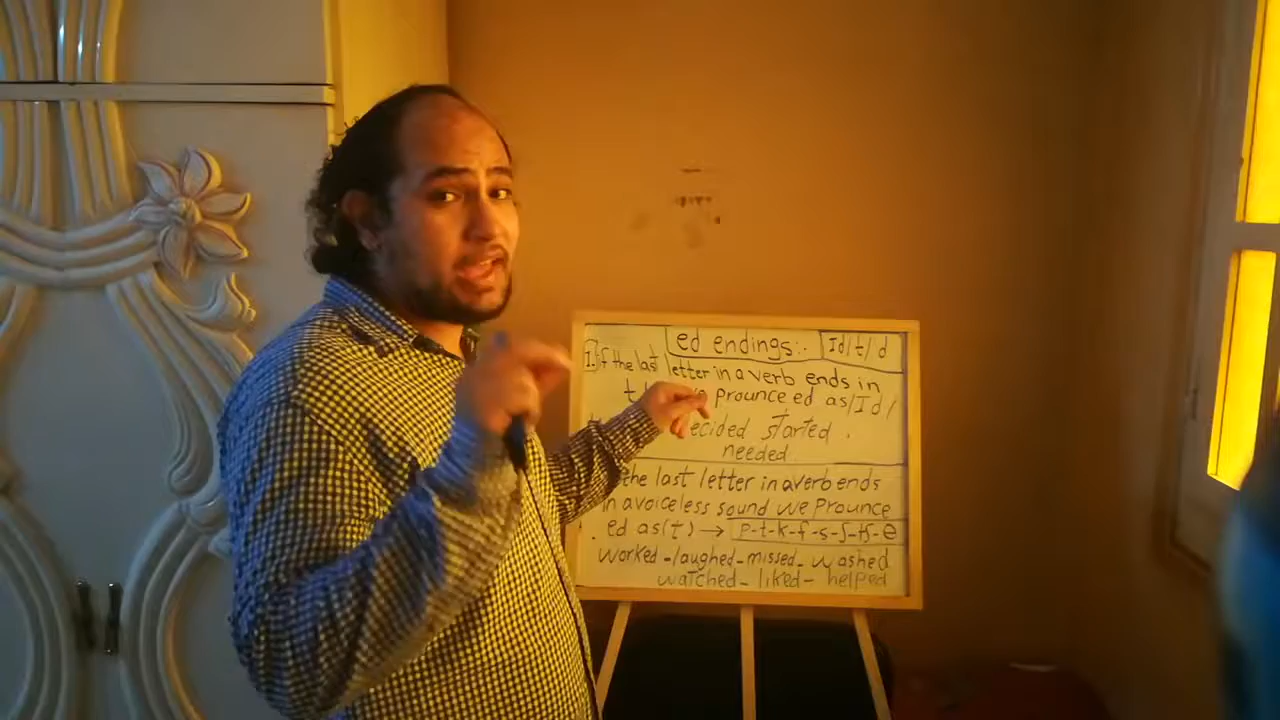 ed endings:. Id/t/d
1. if the last letter in a verb ends in
t prounce ed as /Id/
ecided started.
needed
the last letter in a verb ends
in a voiceless sound we prounce
ed as (t) → p-t-k-f-s-ʃ-tʃ-e
worked - laughed - missed - washed
watched - liked - helped